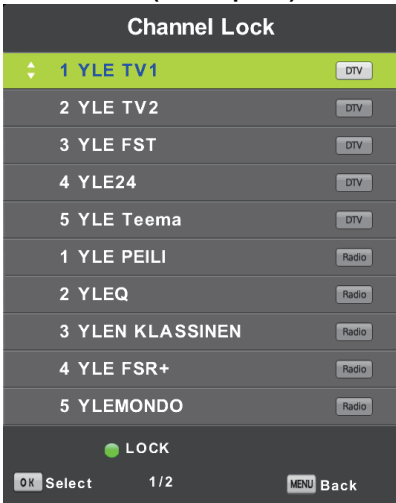 Channel Lock
1 YLE TV1 DTV
2 YLE TV2 DTV
3 YLE FST DTV
4 YLE24 DTV
5 YLE Teema DTV
1 YLE PEILI Radio
2 YLEQ Radio
3 YLEN KLASSINEN Radio
4 YLE FSR+ Radio
5 YLEMONDO Radio
LOCK
OK Select 1/2 MENU Back